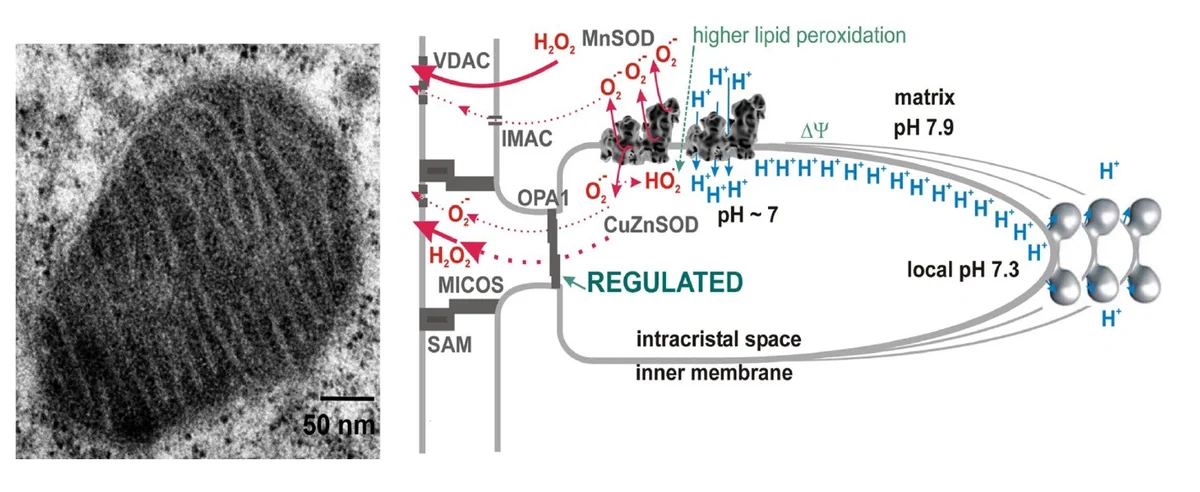 50 nm
VDAC
H₂O₂
MnSOD
O₂•⁻
O₂•⁻
O₂•⁻
higher lipid peroxidation
H⁺
H⁺
H⁺
IMAC
ΔΨ
matrix
pH 7.9
H⁺
OPA1
O₂•⁻
HO₂
H⁺
H⁺
H⁺
pH ~ 7
H⁺H⁺H⁺H⁺H⁺H⁺H⁺H⁺H⁺H⁺H⁺H⁺H⁺H⁺
O₂•⁻
CuZnSOD
H₂O₂
MICOS
REGULATED
local pH 7.3
H⁺
SAM
intracristal space
inner membrane